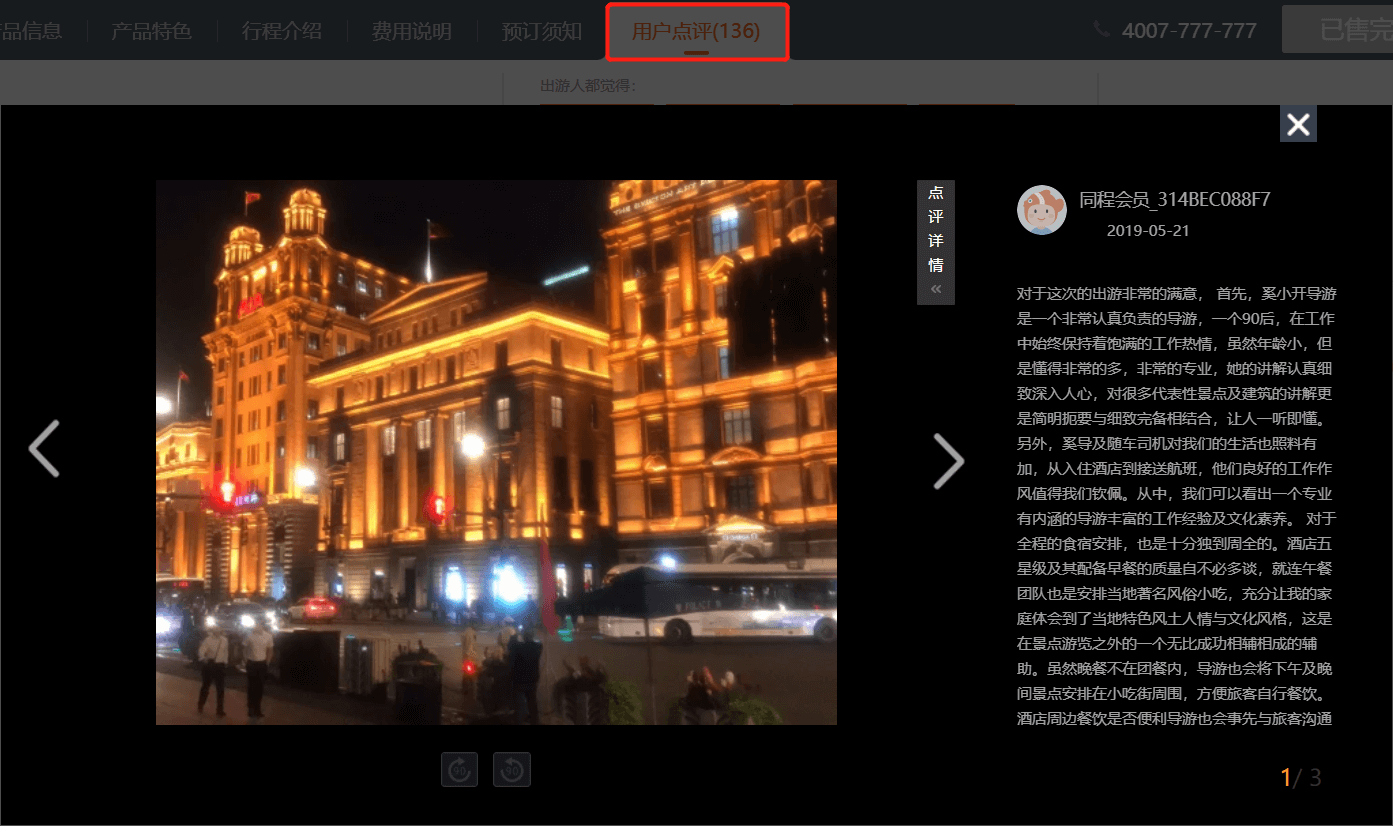 品信息
产品特色
行程介绍
费用说明
预订须知
用户点评(136)
4007-777-777
已售完
出游人都觉得：
点评详情
«
同程会员_314BEC088F7
2019-05-21
对于这次的出游非常的满意， 首先，奚小开导游
是一个非常认真负责的导游，一个90后，在工作
中始终保持着饱满的工作热情，虽然年龄小，但
是懂得非常的多，非常的专业，她的讲解认真细
致深入人心，对很多代表性景点及建筑的讲解更
是简明扼要与细致完备相结合，让人一听即懂。
另外，奚导及随车司机对我们的生活也照料有
加，从入住酒店到接送航班，他们良好的工作作
风值得我们钦佩。从中，我们可以看出一个专业
有内涵的导游丰富的工作经验及文化素养。 对于
全程的食宿安排，也是十分独到周全的。酒店五
星级及其配备早餐的质量自不必多谈，就连午餐
团队也是安排当地著名风俗小吃，充分让我的家
庭体会到了当地特色风土人情与文化风格，这是
在景点游览之外的一个无比成功相辅相成的辅
助。虽然晚餐不在团餐内，导游也会将下午及晚
间景点安排在小吃街周围，方便旅客自行餐饮。
酒店周边餐饮是否便利导游也会事先与旅客沟通
90
90
1/ 3